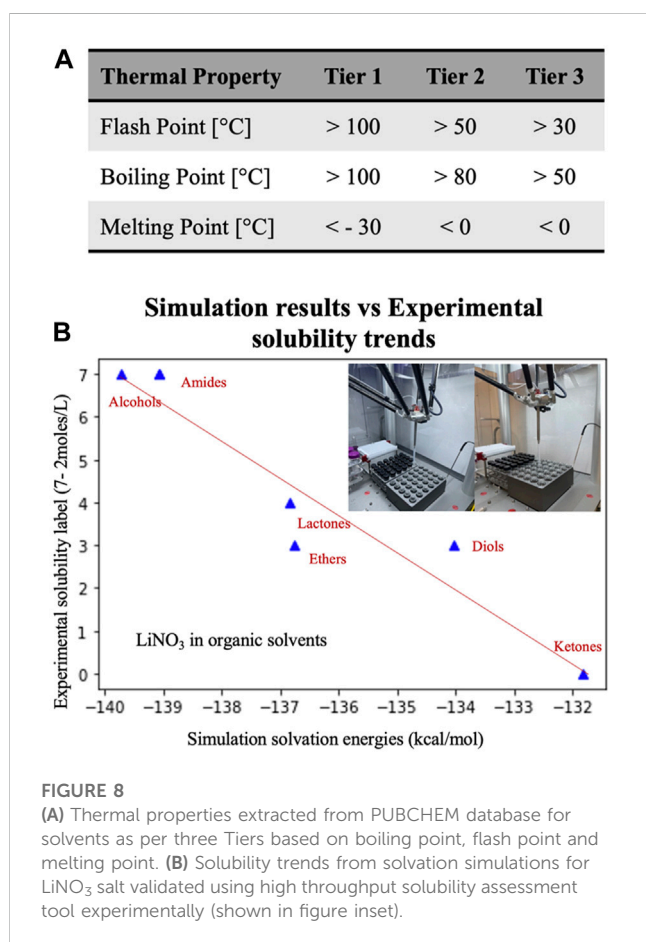 A
Thermal Property Tier 1 Tier 2 Tier 3
Flash Point [°C] > 100 > 50 > 30
Boiling Point [°C] > 100 > 80 > 50
Melting Point [°C] < - 30 < 0 < 0
B
Simulation results vs Experimental
solubility trends
Experimental solubility label (7- 2moles/L)
7
6
5
4
3
2
1
0
Alcohols
Amides
Lactones
Ethers
Diols
Ketones
LiNO₃ in organic solvents
−140 −139 −138 −137 −136 −135 −134 −133 −132
Simulation solvation energies (kcal/mol)
FIGURE 8
(A) Thermal properties extracted from PUBCHEM database for
solvents as per three Tiers based on boiling point, flash point and
melting point. (B) Solubility trends from solvation simulations for
LiNO₃ salt validated using high throughput solubility assessment
tool experimentally (shown in figure inset).